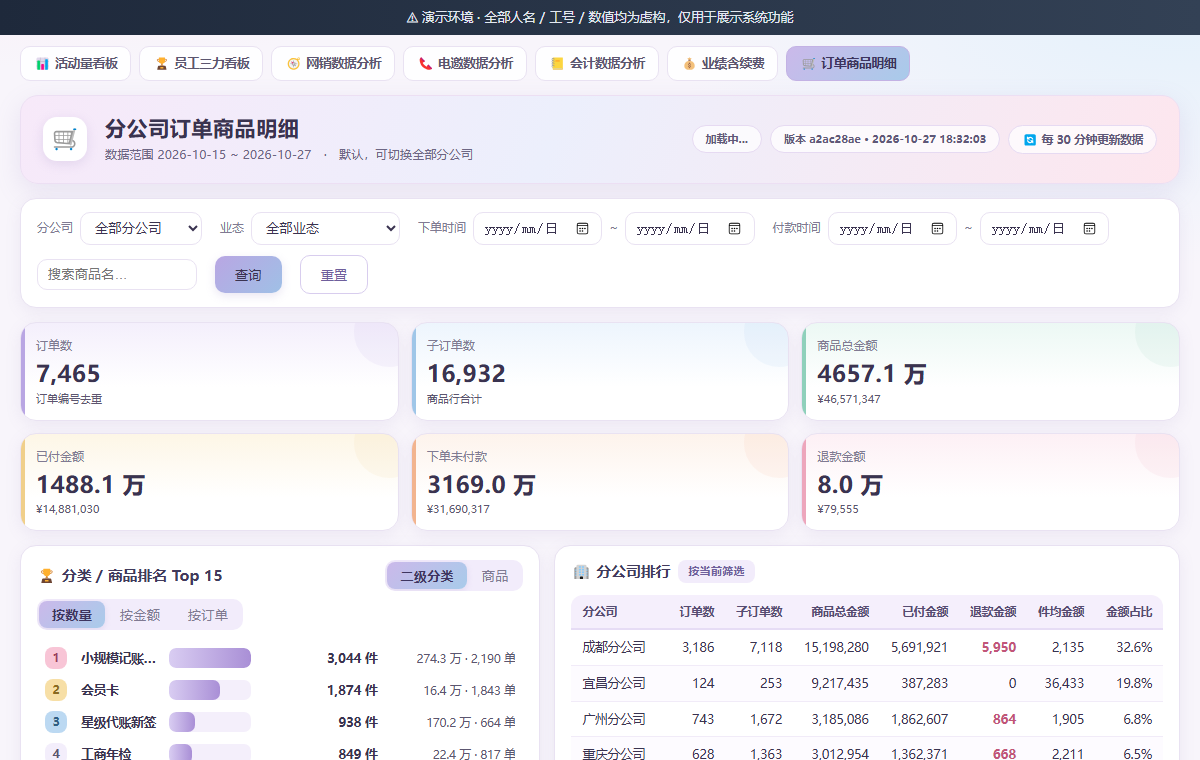 ⚠ 演示环境 · 全部人名 / 工号 / 数值均为虚构，仅用于展示系统功能
活动量看板 员工三力看板 网销数据分析 电邀数据分析 会计数据分析 业绩含续费 订单商品明细
分公司订单商品明细
数据范围 2026-10-15 ~ 2026-10-27 · 默认，可切换全部分公司
加载中... 版本 a2ac28ae • 2026-10-27 18:32:03 每 30 分钟更新数据
分公司 全部分公司 业态 全部业态 下单时间 yyyy/mm/日 ~ yyyy/mm/日 付款时间 yyyy/mm/日 ~ yyyy/mm/日
搜索商品名... 查询 重置
订单数 子订单数 商品总金额
7,465 16,932 4657.1 万
订单编号去重 商品行合计 ¥46,571,347
已付金额 下单未付款 退款金额
1488.1 万 3169.0 万 8.0 万
¥14,881,030 ¥31,690,317 ¥79,555
分类 / 商品排名 Top 15 二级分类 商品
按数量 按金额 按订单
1 小规模记账... 3,044 件 274.3 万 · 2,190 单
2 会员卡 1,874 件 16.4 万 · 1,843 单
3 星级代账新签 938 件 170.2 万 · 664 单
4 工商年检 849 件 22.4 万 · 817 单
分公司排行 按当前筛选
分公司 订单数 子订单数 商品总金额 已付金额 退款金额 件均金额 金额占比
成都分公司 3,186 7,118 15,198,280 5,691,921 5,950 2,135 32.6%
宜昌分公司 124 253 9,217,435 387,283 0 36,433 19.8%
广州分公司 743 1,672 3,185,086 1,862,607 864 1,905 6.8%
重庆分公司 628 1,363 3,012,954 1,362,371 668 2,211 6.5%